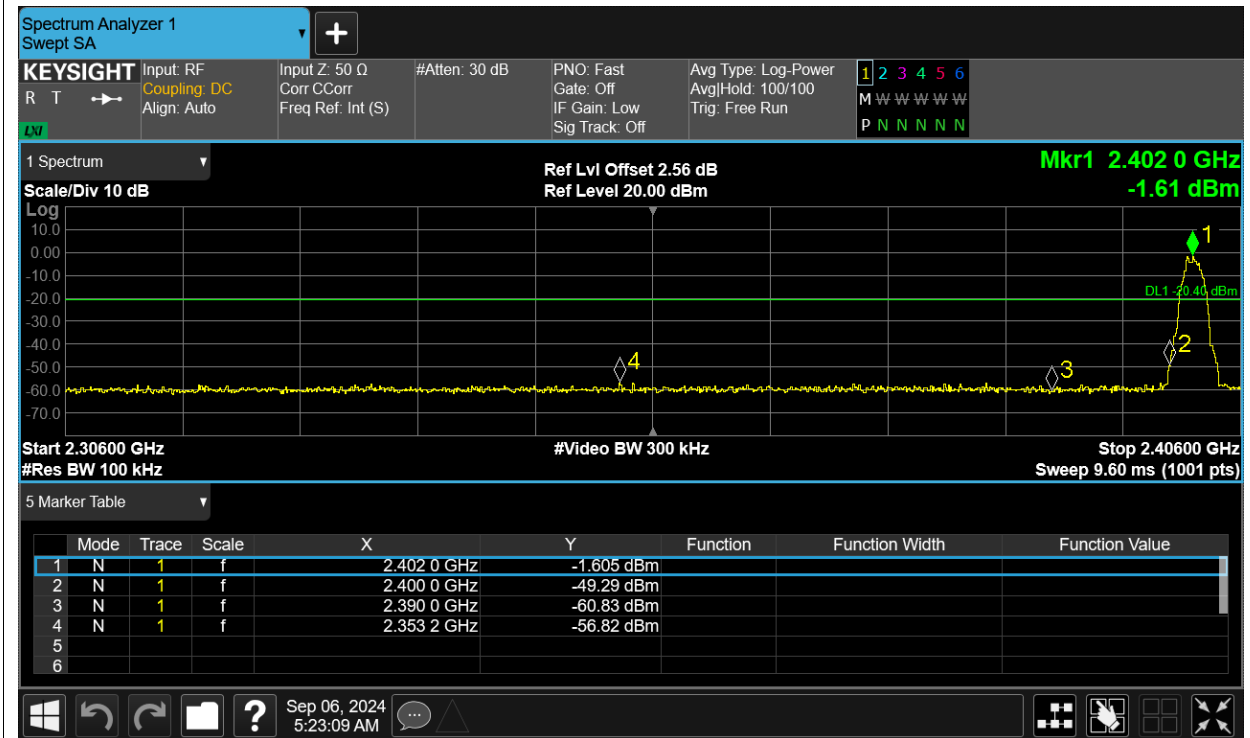 Spectrum Analyzer 1
Swept SA
+
KEYSIGHT Input: RF Input Z: 50 Ω #Atten: 30 dB PNO: Fast Avg Type: Log-Power 1 2 3 4 5 6
R T Coupling: DC Corr CCorr Gate: Off Avg|Hold: 100/100 M W W W W W
Align: Auto Freq Ref: Int (S) IF Gain: Low Trig: Free Run
LXI Sig Track: Off P N N N N N N
1 Spectrum Ref Lvl Offset 2.56 dB Mkr1 2.402 0 GHz
Scale/Div 10 dB Ref Level 20.00 dBm -1.61 dBm
Log
10.0 1
0.00
-10.0
DL1 -20.40 dBm
-20.0
-30.0
-40.0 2
-50.0 4 3
-60.0
-70.0
Start 2.30600 GHz #Video BW 300 kHz Stop 2.40600 GHz
#Res BW 100 kHz Sweep 9.60 ms (1001 pts)
5 Marker Table
Mode Trace Scale X Y Function Function Width Function Value
1 N 1 f 2.402 0 GHz -1.605 dBm
2 N 1 f 2.400 0 GHz -49.29 dBm
3 N 1 f 2.390 0 GHz -60.83 dBm
4 N 1 f 2.353 2 GHz -56.82 dBm
5
6
? Sep 06, 2024
5:23:09 AM